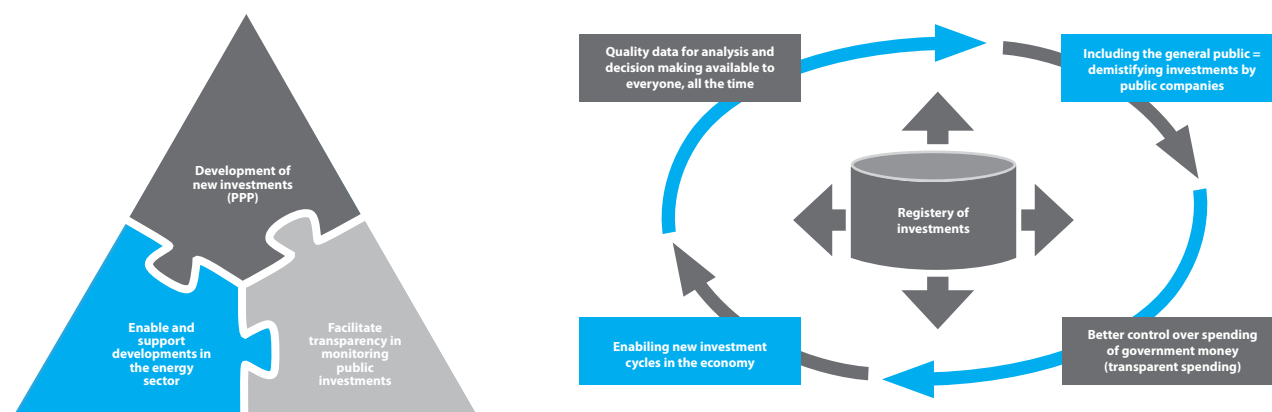 Development of
new investments
(PPP)
Enable and
support
developments in
the energy
sector
Facilitate
transparency in
monitoring
public
investments
Quality data for analysis and
decision making available to
everyone, all the time
Including the general public =
demistifying investments by
public companies
Registery of
investments
Enabiling new investment
cycles in the economy
Better control over spending
of government money
(transparent spending)